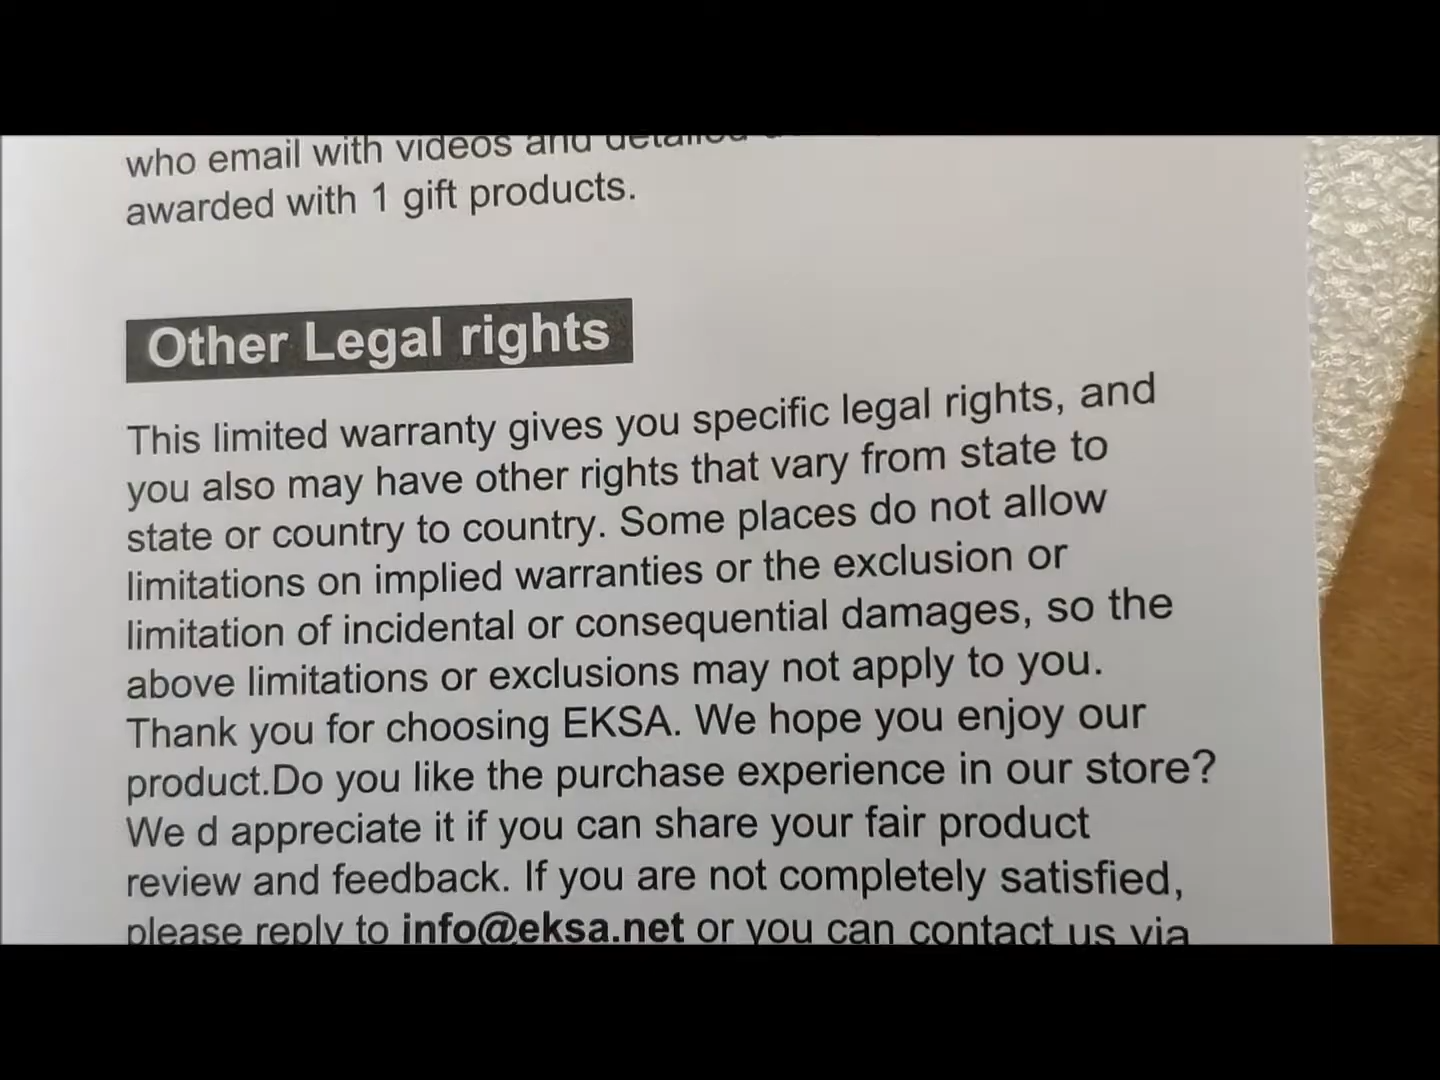 who email with videos and detailed
awarded with 1 gift products.
Other Legal rights
This limited warranty gives you specific legal rights, and
you also may have other rights that vary from state to
state or country to country. Some places do not allow
limitations on implied warranties or the exclusion or
limitation of incidental or consequential damages, so the
above limitations or exclusions may not apply to you.
Thank you for choosing EKSA. We hope you enjoy our
product.Do you like the purchase experience in our store?
We d appreciate it if you can share your fair product
review and feedback. If you are not completely satisfied,
please reply to info@eksa.net or you can contact us via